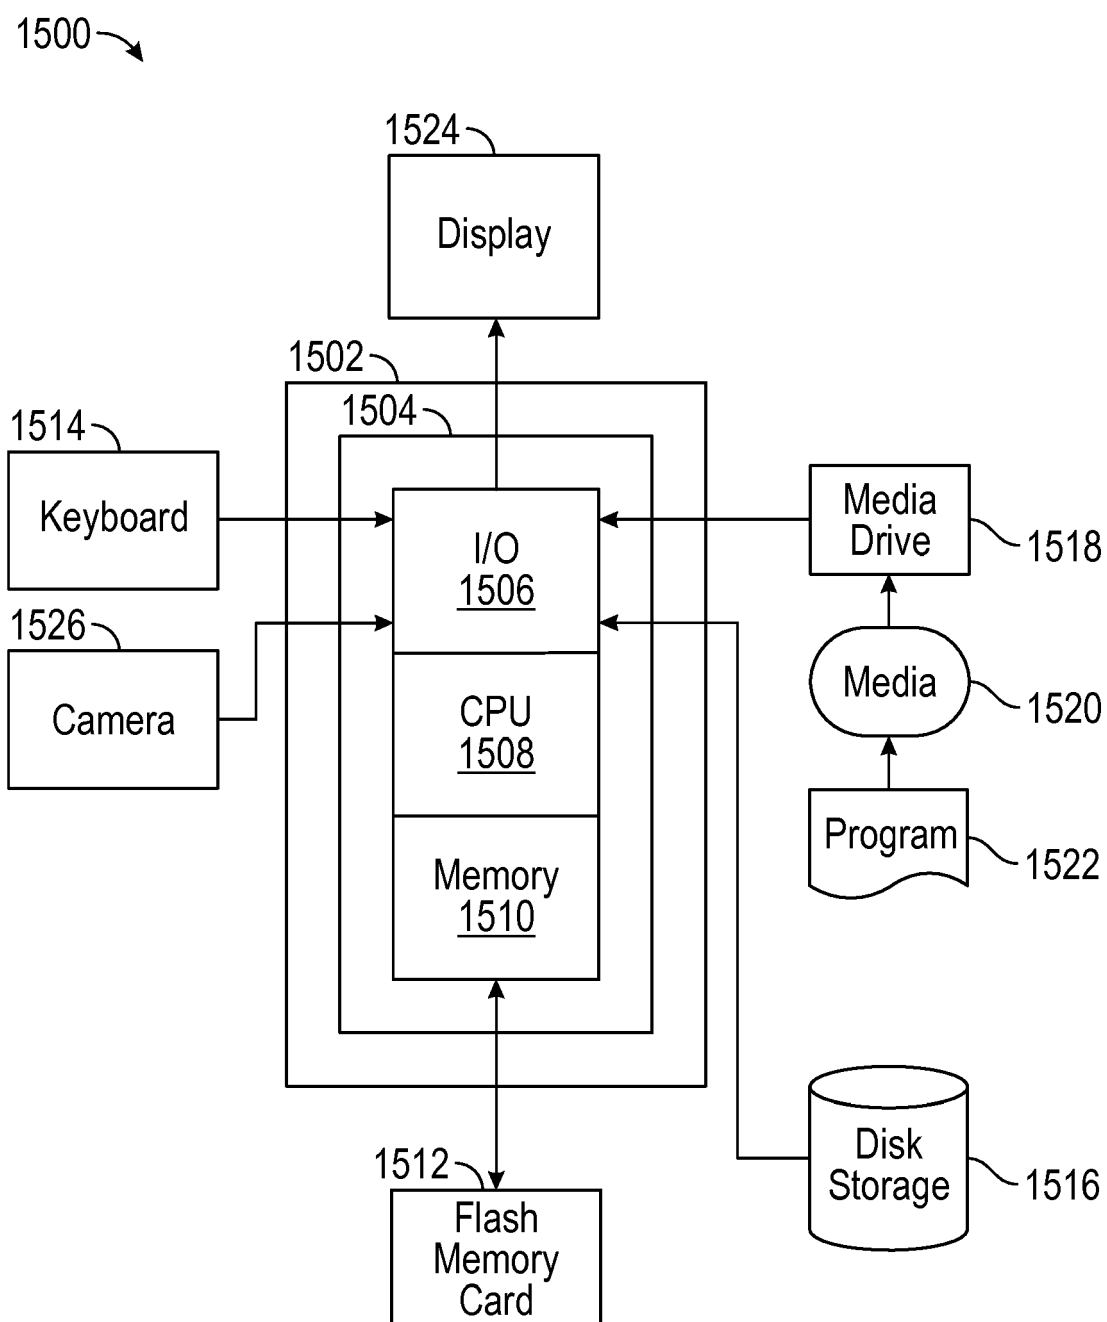 1500
1524
Display
1502
1504
1514
Keyboard
I/O
1506
Media
Drive
1518
1526
Camera
CPU
1508
Media
1520
Program
1522
Memory
1510
1512
Flash
Memory
Card
Disk
Storage
1516